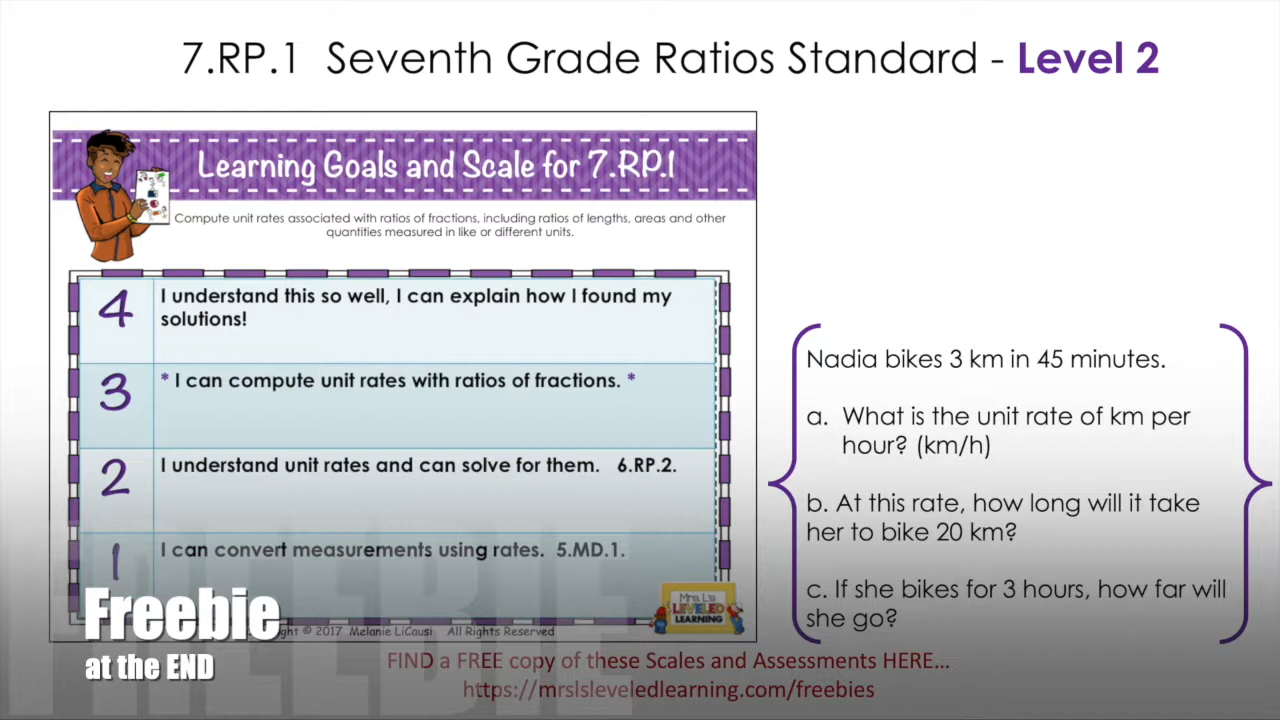 7.RP.1 Seventh Grade Ratios Standard - Level 2
Learning Goals and Scale for 7.RP.1
Compute unit rates associated with ratios of fractions, including ratios of lengths, areas and other
quantities measured in like or different units.
4
I understand this so well, I can explain how I found my
solutions!
3
* I can compute unit rates with ratios of fractions. *
2
I understand unit rates and can solve for them. 6.RP.2.
1
I can convert measurements using rates. 5.MD.1.
Mrs L's
LEVELED
LEARNING
© 2017 Melanie LiCausi All Rights Reserved
Nadia bikes 3 km in 45 minutes.
a. What is the unit rate of km per
hour? (km/h)
b. At this rate, how long will it take
her to bike 20 km?
c. If she bikes for 3 hours, how far will
she go?
FREEBIE
Freebie
at the END
FIND a FREE copy of these Scales and Assessments HERE...
https://mrslsleveledlearning.com/freebies